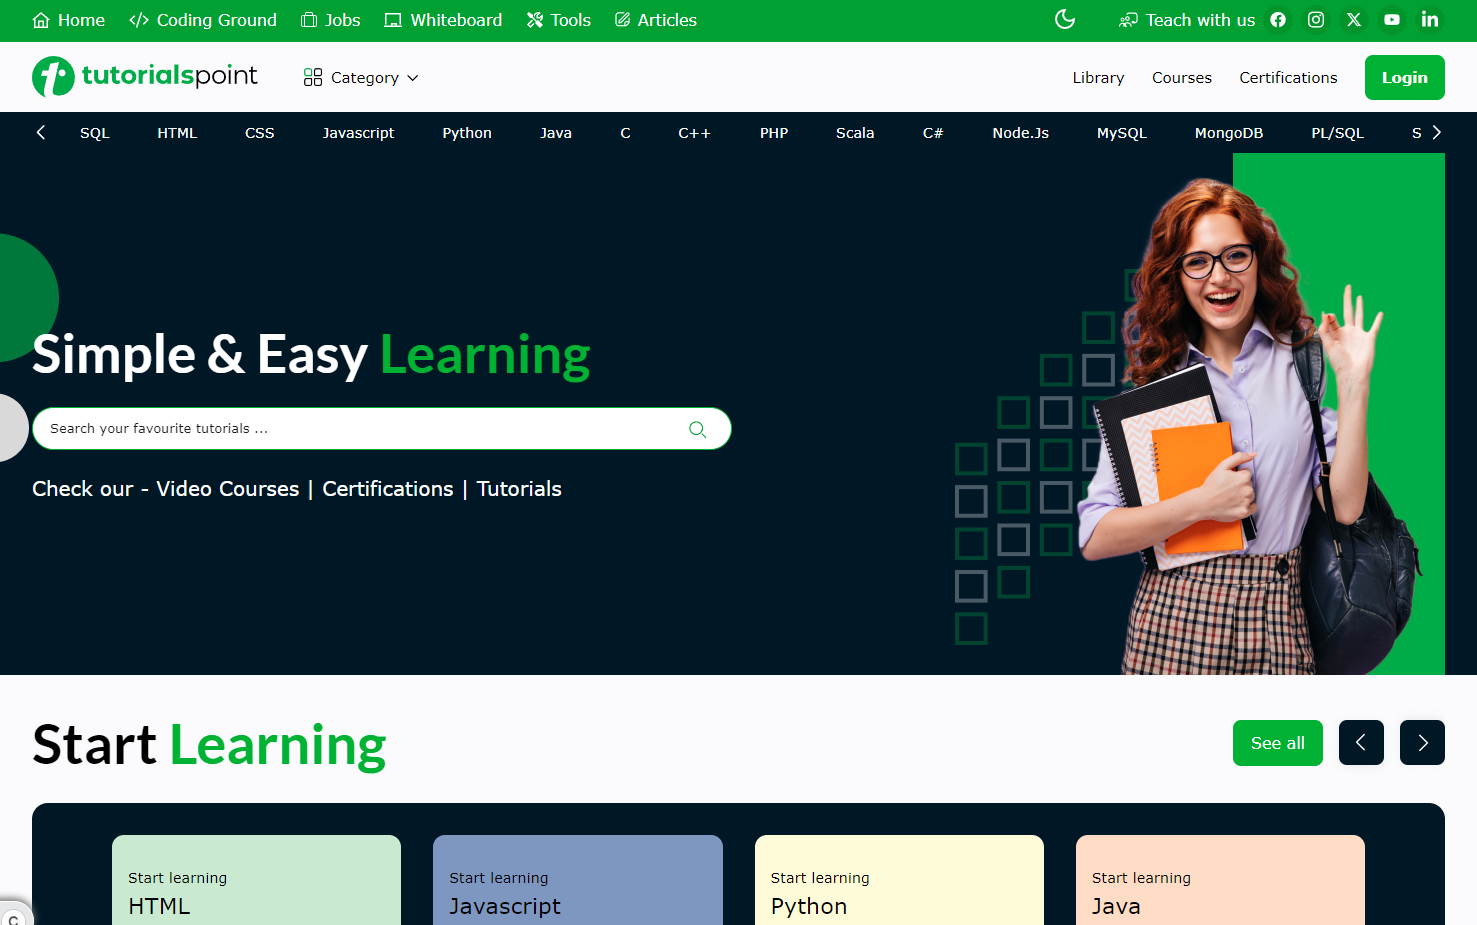 Home Coding Ground Jobs Whiteboard Tools Articles Teach with us
tutorialspoint Category Library Courses Certifications Login
SQL HTML CSS Javascript Python Java C C++ PHP Scala C# Node.Js MySQL MongoDB PL/SQL S
Simple & Easy Learning
Search your favourite tutorials ...
Check our - Video Courses | Certifications | Tutorials
Start Learning See all
Start learning Start learning Start learning Start learning
HTML Javascript Python Java
C